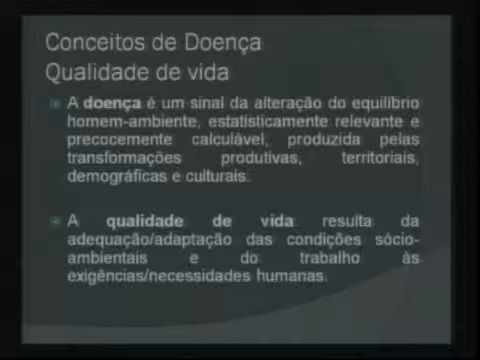 Conceitos de Doença
Qualidade de vida
A doença é um sinal da alteração do equilíbrio
homem-ambiente, estatisticamente relevante e
precocemente calculável, produzida pelas
transformações produtivas, territoriais,
demográficas e culturais.
A qualidade de vida resulta da
adequação/adaptação das condições sócio-
ambientais e do trabalho às
exigências/necessidades humanas.